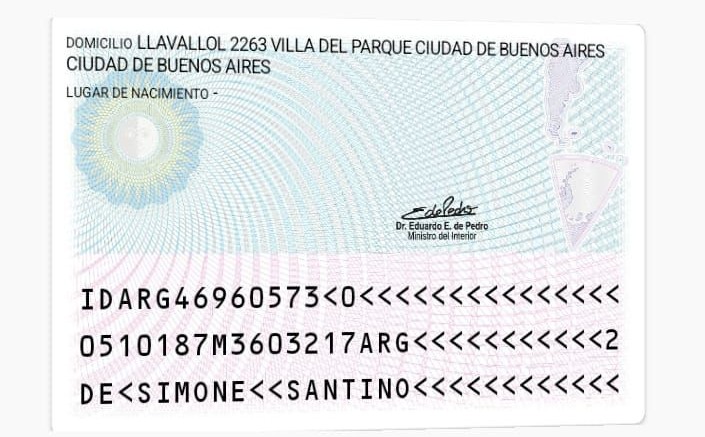 DOMICILIO LLAVALLOL 2263 VILLA DEL PARQUE CIUDAD DE BUENOS AIRES
CIUDAD DE BUENOS AIRES
LUGAR DE NACIMIENTO -
Dr. Eduardo E. de Pedro
Ministro del Interior
IDARG46960573<0<<<<<<<<<<<<<<<
0510187M3603217ARG<<<<<<<<<<<2
DE<SIMONE<<SANTINO<<<<<<<<<<<<